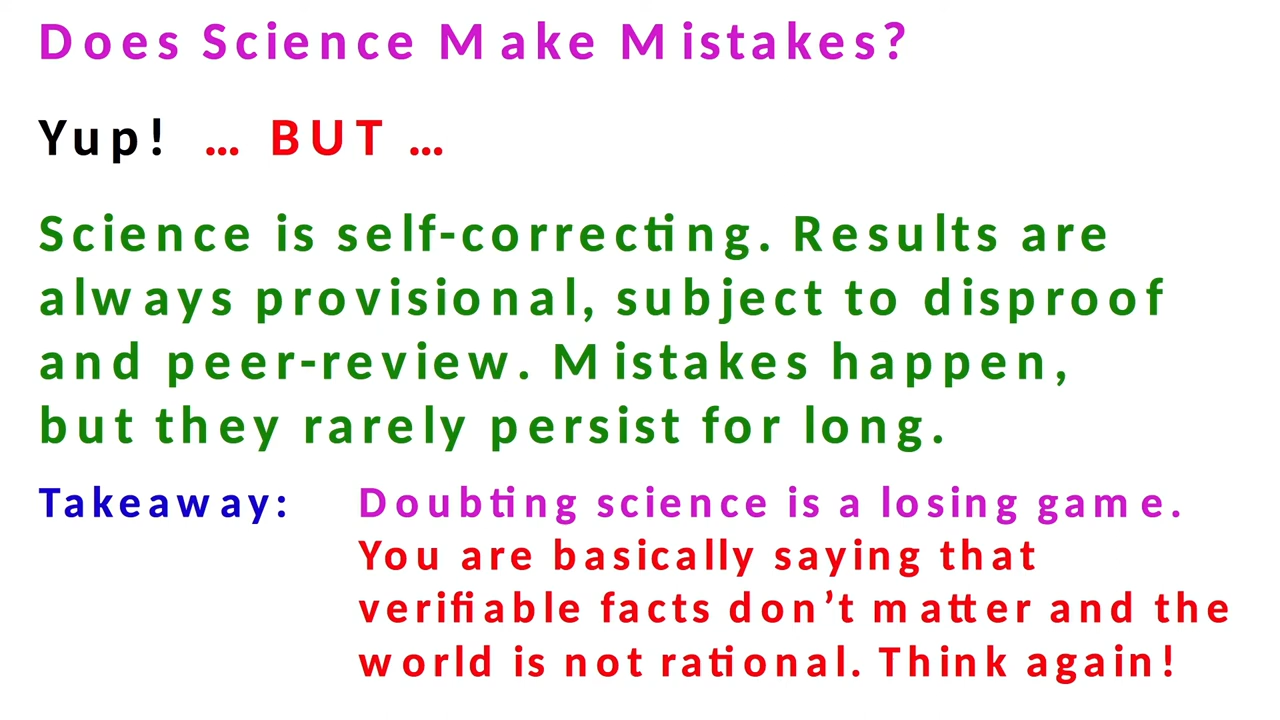 Does Science Make Mistakes?
Yup! … BUT …
Science is self-correcting. Results are
always provisional, subject to disproof
and peer-review. Mistakes happen,
but they rarely persist for long.
Takeaway: Doubting science is a losing game.
You are basically saying that
verifiable facts don’t matter and the
world is not rational. Think again!